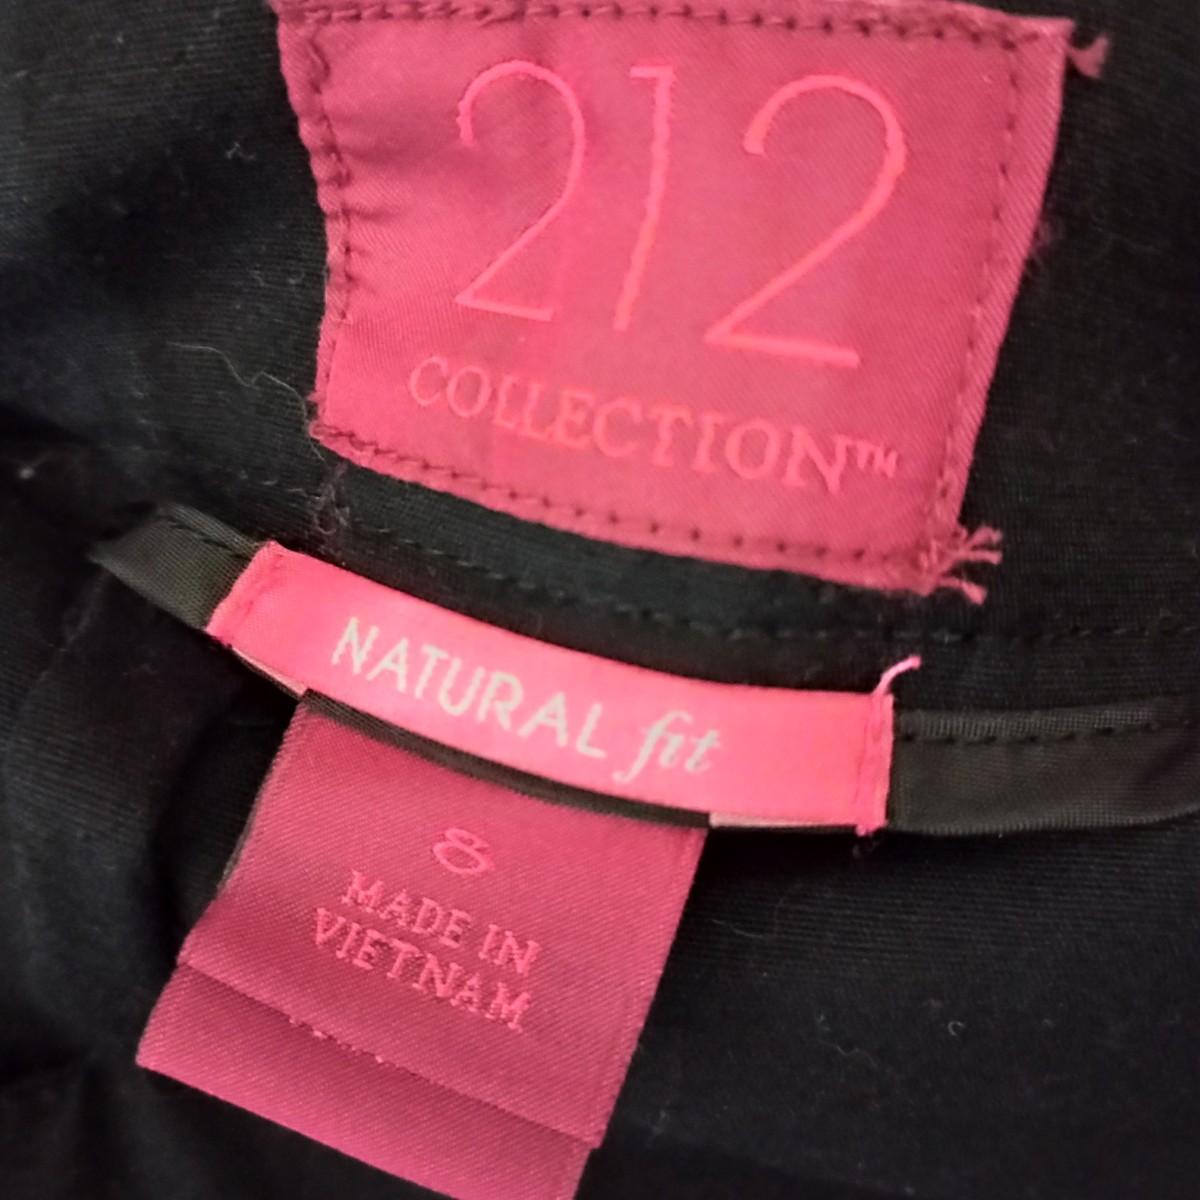 212
COLLECTION™
NATURAL fit
8
MADE IN
VIETNAM